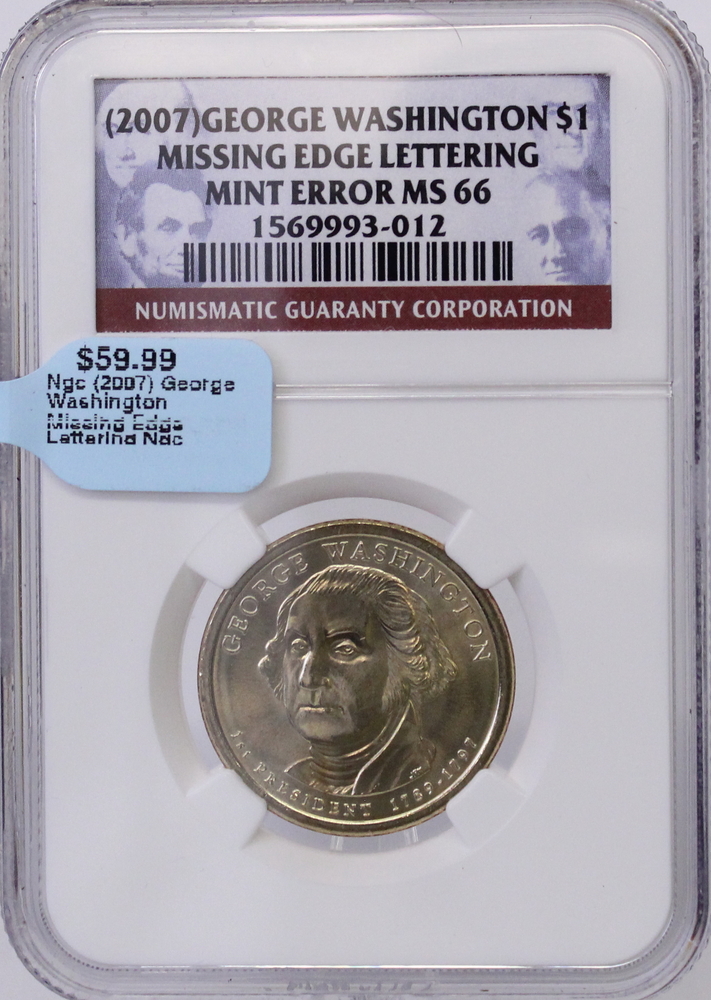 (2007)GEORGE WASHINGTON $1
MISSING EDGE LETTERING
MINT ERROR MS 66
1569993-012
NUMISMATIC GUARANTY CORPORATION
$59.99
Ngc (2007) George
Washington
Missing Edge
Lettering Ngc
GEORGE WASHINGTON
1st PRESIDENT 1789-1797